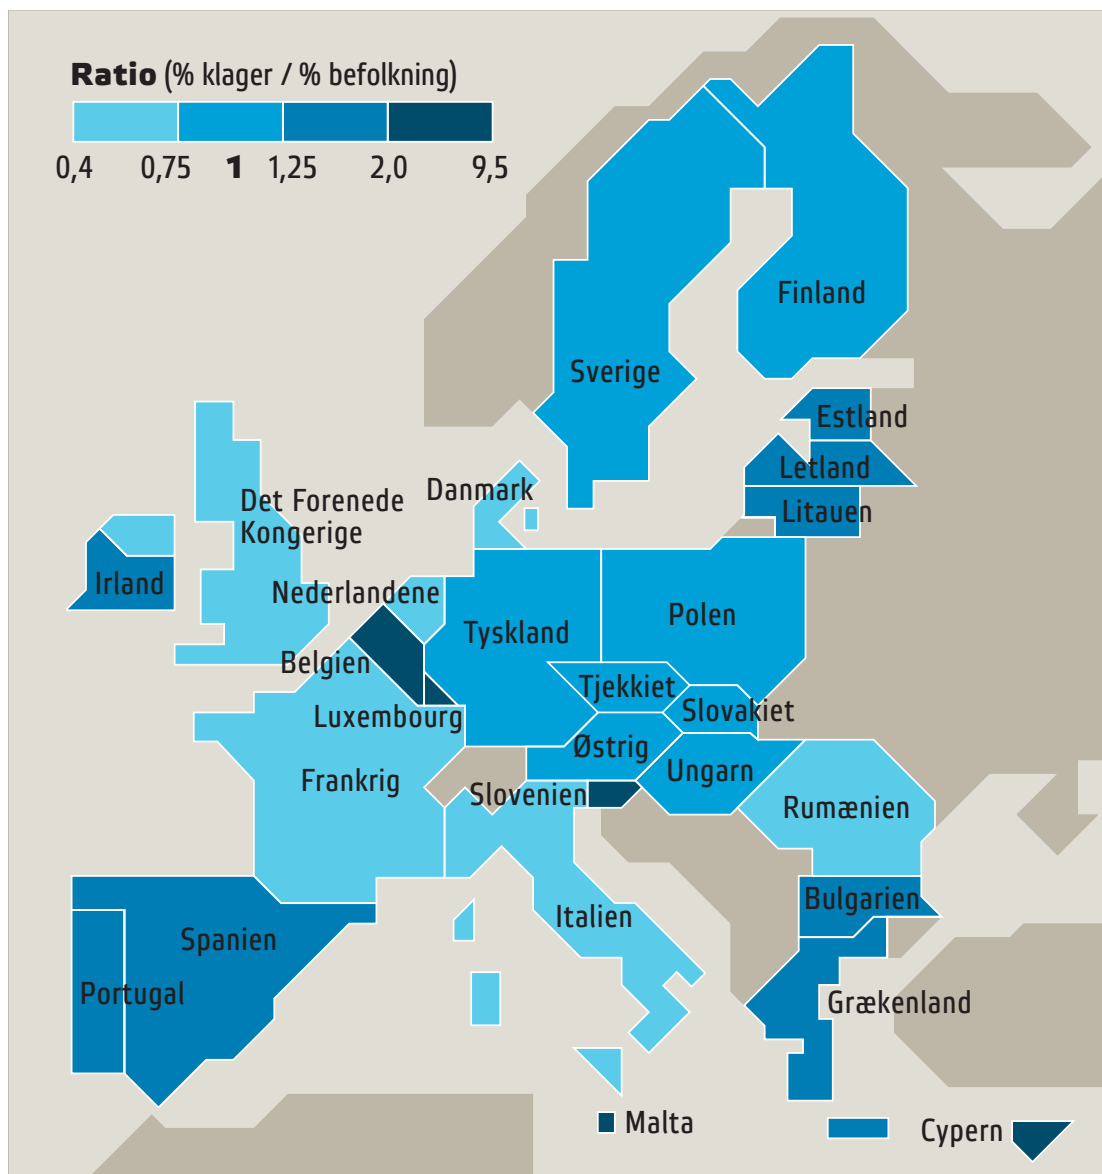 Ratio (% klager / % befolkning)
0,4 0,75 1 1,25 2,0 9,5
Finland
Sverige
Estland
Letland
Danmark
Det Forenede
Kongerige
Litauen
Irland
Nederlandene
Polen
Tyskland
Belgien
Tjekkiet
Luxembourg
Slovakiet
Østrig
Ungarn
Frankrig
Slovenien
Rumænien
Bulgarien
Italien
Spanien
Portugal
Grækenland
Malta
Cypern